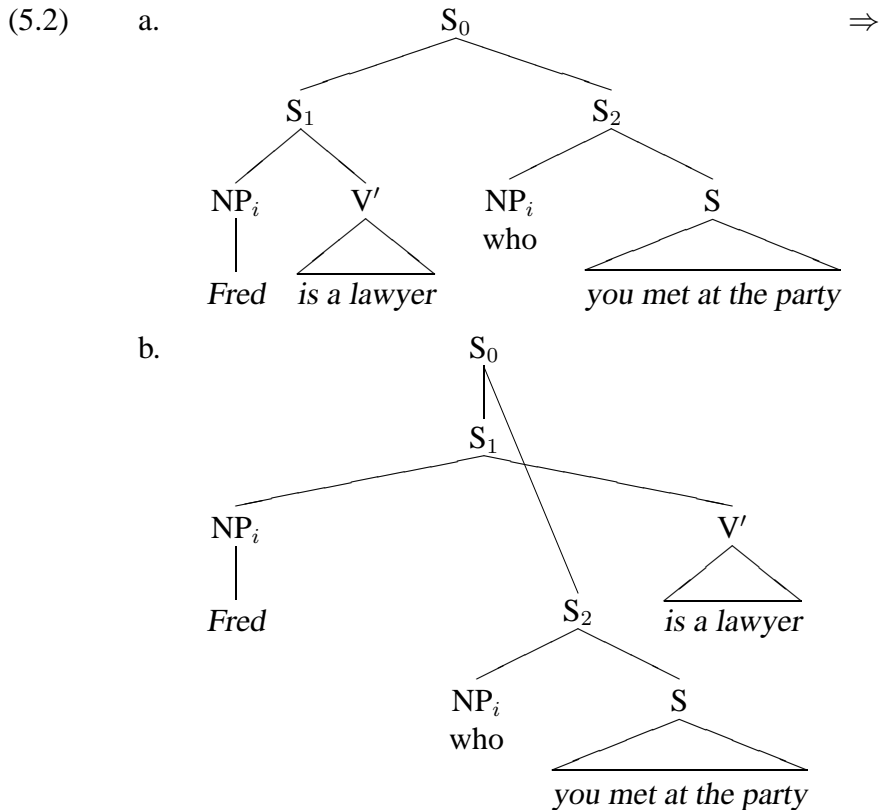 (5.2) a. S₀ ⇒
S₁ S₂
NPᵢ V′ NPᵢ S
who
Fred is a lawyer you met at the party
b. S₀
S₁
NPᵢ V′
Fred S₂ is a lawyer
NPᵢ S
who
you met at the party